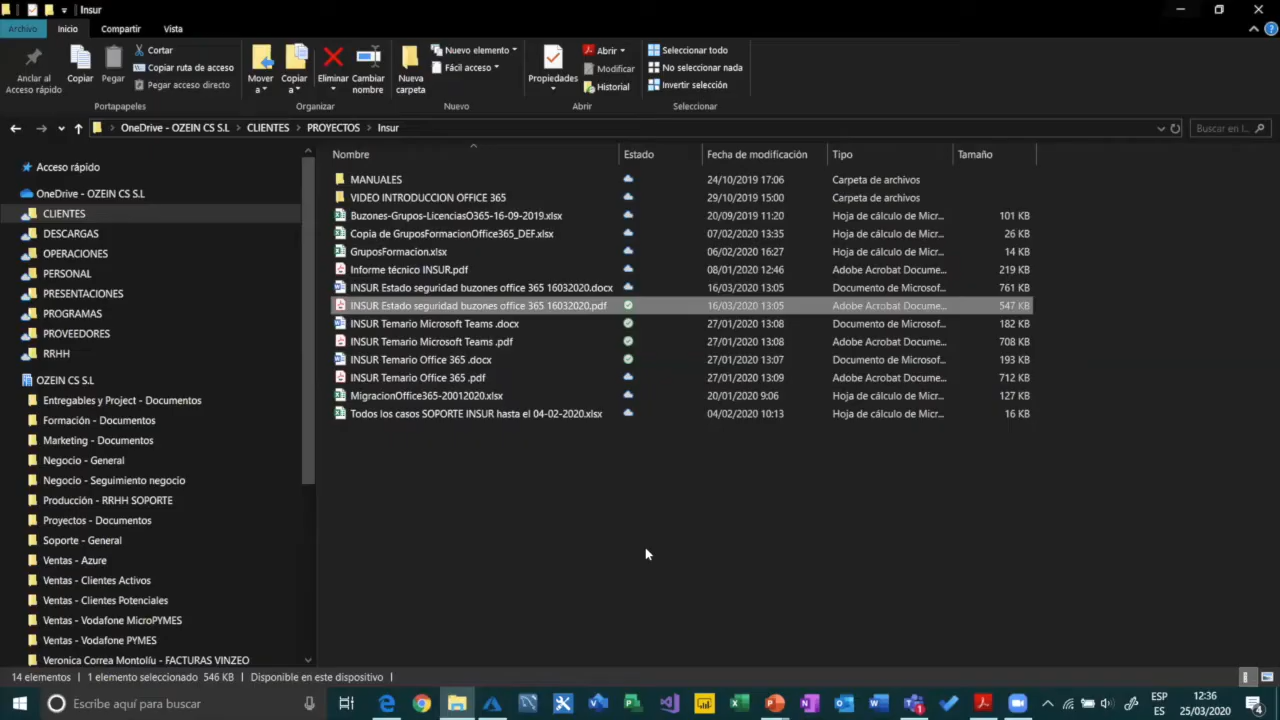 Insur
Archivo Inicio Compartir Vista
Anclar al Acceso rápido
Copiar
Pegar
Cortar
Copiar ruta de acceso
Pegar acceso directo
Portapapeles
Mover a
Copiar a
Eliminar
Cambiar nombre
Organizar
Nueva carpeta
Nuevo elemento
Fácil acceso
Nuevo
Propiedades
Abrir
Modificar
Historial
Abrir
Seleccionar todo
No seleccionar nada
Invertir selección
Seleccionar
OneDrive - OZEIN CS S.L > CLIENTES > PROYECTOS > Insur
Buscar en I...
Acceso rápido
OneDrive - OZEIN CS S.L
CLIENTES
DESCARGAS
OPERACIONES
PERSONAL
PRESENTACIONES
PROGRAMAS
PROVEEDORES
RRHH
OZEIN CS S.L
Entregables y Project - Documentos
Formación - Documentos
Marketing - Documentos
Negocio - General
Negocio - Seguimiento negocio
Producción - RRHH SOPORTE
Proyectos - Documentos
Soporte - General
Ventas - Azure
Ventas - Clientes Activos
Ventas - Clientes Potenciales
Ventas - Vodafone MicroPYMES
Ventas - Vodafone PYMES
Veronica Correa Montolíu - FACTURAS VINZEO
Nombre Estado Fecha de modificación Tipo Tamaño
MANUALES 24/10/2019 17:06 Carpeta de archivos
VIDEO INTRODUCCION OFFICE 365 29/10/2019 15:00 Carpeta de archivos
Buzones-Grupos-LicenciasO365-16-09-2019.xlsx 20/09/2019 11:20 Hoja de cálculo de Micr... 101 KB
Copia de GruposFormacionOffice365_DEF.xlsx 07/02/2020 13:35 Hoja de cálculo de Micr... 26 KB
GruposFormacion.xlsx 06/02/2020 16:27 Hoja de cálculo de Micr... 14 KB
Informe técnico INSUR.pdf 08/01/2020 12:46 Adobe Acrobat Docume... 219 KB
INSUR Estado seguridad buzones office 365 16032020.docx 16/03/2020 13:05 Documento de Microsof... 761 KB
INSUR Estado seguridad buzones office 365 16032020.pdf 16/03/2020 13:05 Adobe Acrobat Docume... 547 KB
INSUR Temario Microsoft Teams .docx 27/01/2020 13:08 Documento de Microsof... 182 KB
INSUR Temario Microsoft Teams .pdf 27/01/2020 13:08 Adobe Acrobat Docume... 708 KB
INSUR Temario Office 365 .docx 27/01/2020 13:07 Documento de Microsof... 193 KB
INSUR Temario Office 365 .pdf 27/01/2020 13:09 Adobe Acrobat Docume... 712 KB
MigracionOffice365-20012020.xlsx 20/01/2020 9:06 Hoja de cálculo de Micr... 127 KB
Todos los casos SOPORTE INSUR hasta el 04-02-2020.xlsx 04/02/2020 10:13 Hoja de cálculo de Micr... 16 KB
14 elementos 1 elemento seleccionado 546 KB Disponible en este dispositivo
Escribe aquí para buscar
ESP
ES
12:36
25/03/2020